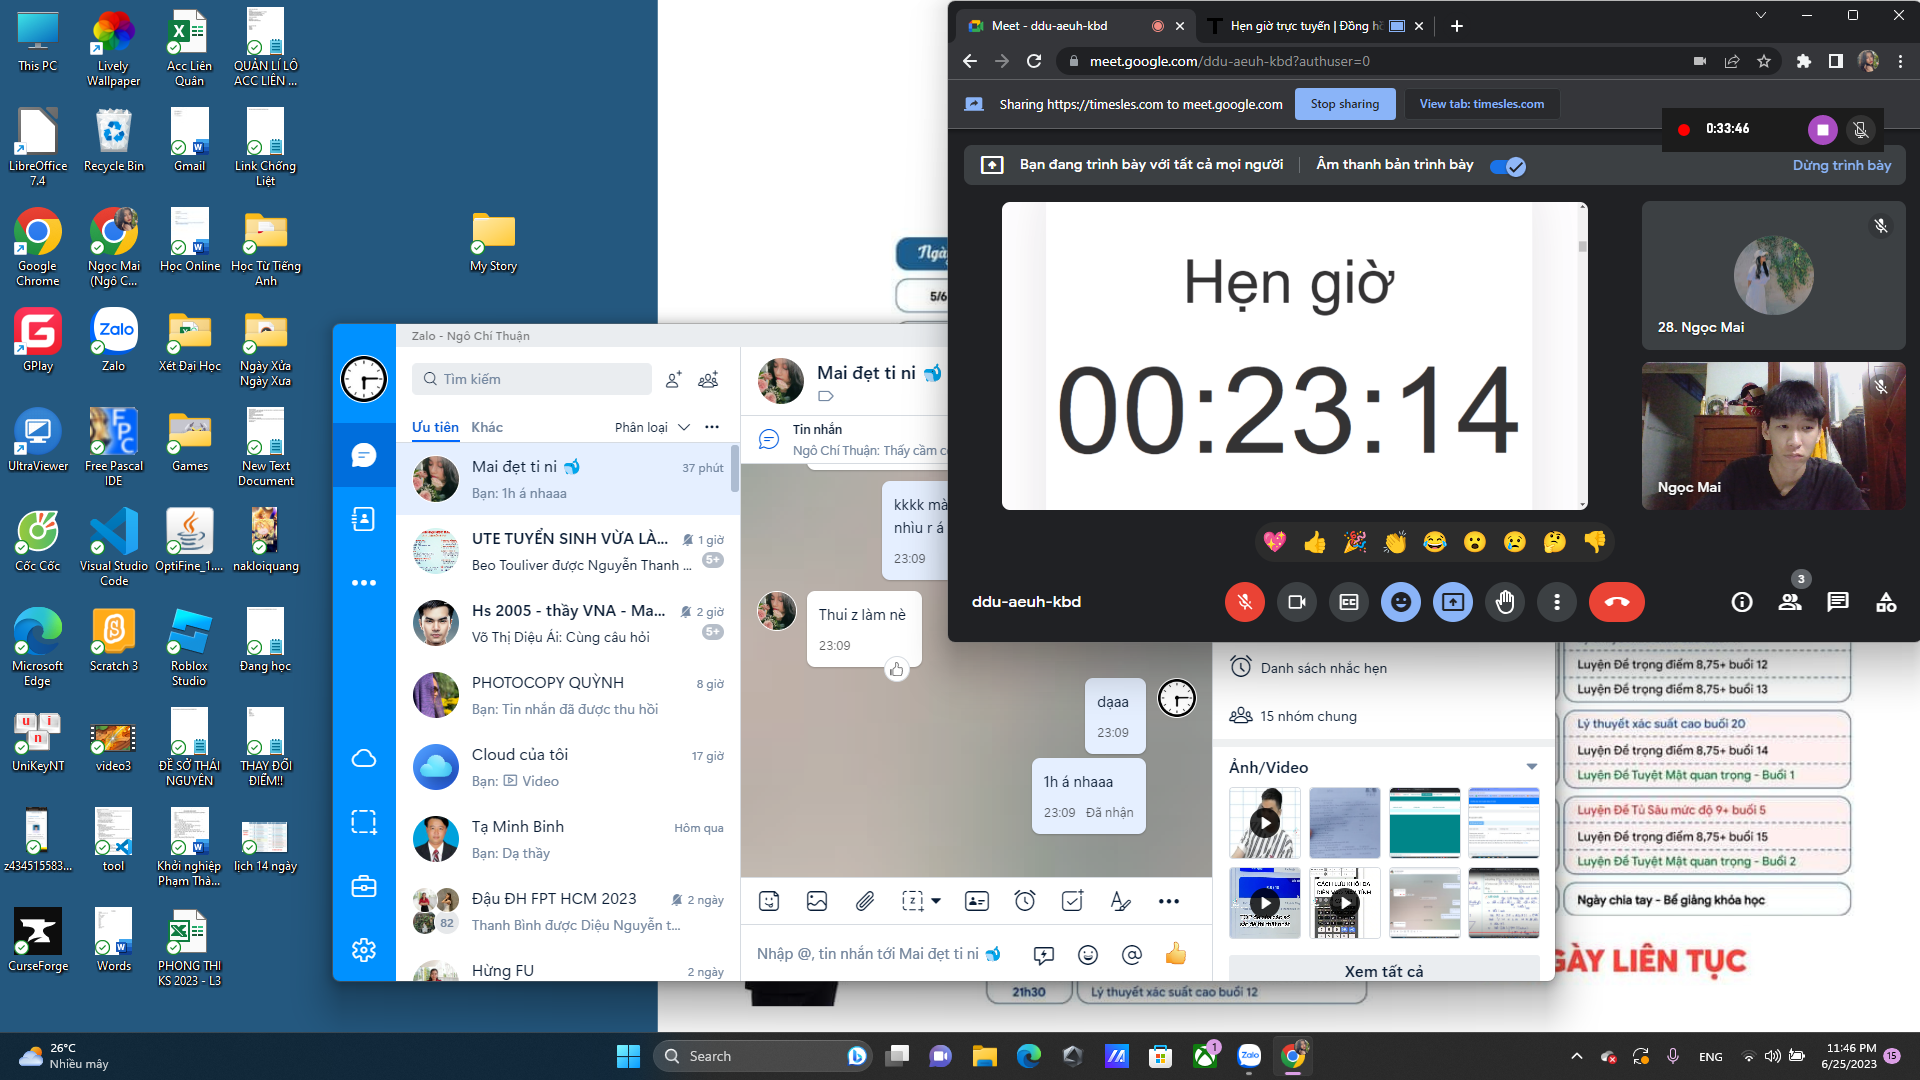 This PC
Lively Wallpaper
Acc Liên Quân
QUẢN LÍ LÔ ACC LIÊN ...
LibreOffice 7.4
Recycle Bin
Gmail
Link Chống Liệt
Google Chrome
Ngọc Mai (Ngô C...
Học Online
Học Từ Tiếng Anh
My Story
GPlay
Zalo
Xét Đại Học
Ngày Xửa Ngày Xưa
UltraViewer
Free Pascal IDE
Games
New Text Document
Cốc Cốc
Visual Studio Code
OptiFine_1....
nakloiquang
Microsoft Edge
Scratch 3
Roblox Studio
Đang học
UniKeyNT
video3
ĐỀ SỞ THÁI NGUYÊN
THAY ĐỔI ĐIỂM!!
z434515583...
tool
Khởi nghiệp Phạm Thà...
lịch 14 ngày
CurseForge
Words
PHONG THI KS 2023 - L3
Zalo - Ngô Chí Thuận
Tìm kiếm
Ưu tiên
Khác
Phân loại
Mai đẹt ti ni
37 phút
Bạn: 1h á nhaaa
UTE TUYỂN SINH VỪA LÀ...
1 giờ
Beo Touliver được Nguyễn Thanh ...
5+
Hs 2005 - thầy VNA - Ma...
2 giờ
Võ Thị Diệu Ái: Cùng câu hỏi
5+
PHOTOCOPY QUỲNH
8 giờ
Bạn: Tin nhắn đã được thu hồi
Cloud của tôi
17 giờ
Bạn: Video
Tạ Minh Binh
Hôm qua
Bạn: Dạ thầy
Đậu ĐH FPT HCM 2023
2 ngày
82
Thanh Bình được Diệu Nguyễn t...
Hừng FU
2 ngày
Mai đẹt ti ni
Tin nhắn
Ngô Chí Thuận: Thấy cầm c
kkkk mà
nhìu r á
23:09
Thui z làm nè
23:09
dạaa
23:09
1h á nhaaa
23:09 Đã nhận
Nhập @, tin nhắn tới Mai đẹt ti ni
Danh sách nhắc hẹn
15 nhóm chung
Ảnh/Video
Xem tất cả
Meet - ddu-aeuh-kbd
Hẹn giờ trực tuyến | Đồng h
meet.google.com/ddu-aeuh-kbd?authuser=0
Sharing https://timesles.com to meet.google.com
Stop sharing
View tab: timesles.com
0:33:46
Bạn đang trình bày với tất cả mọi người
Âm thanh bản trình bày
Dừng trình bày
Hẹn giờ
00:23:14
28. Ngọc Mai
Ngọc Mai
ddu-aeuh-kbd
3
Ngà
5/6
Luyện Đề trọng điểm 8,75+ buổi 12
Luyện Đề trọng điểm 8,75+ buổi 13
Lý thuyết xác suất cao buổi 20
Luyện Đề trọng điểm 8,75+ buổi 14
Luyện Đề Tuyệt Mật quan trọng - Buổi 1
Luyện Đề Tủ Sâu mức độ 9+ buổi 5
Luyện Đề trọng điểm 8,75+ buổi 15
Luyện Đề Tuyệt Mật quan trọng - Buổi 2
Ngày chia tay - Bế giảng khóa học
GÀY LIÊN TỤC
21h30
Lý thuyết xác suất cao buổi 12
26°C
Nhiều mây
Search
1
Zalo
ENG
11:46 PM
6/25/2023
15